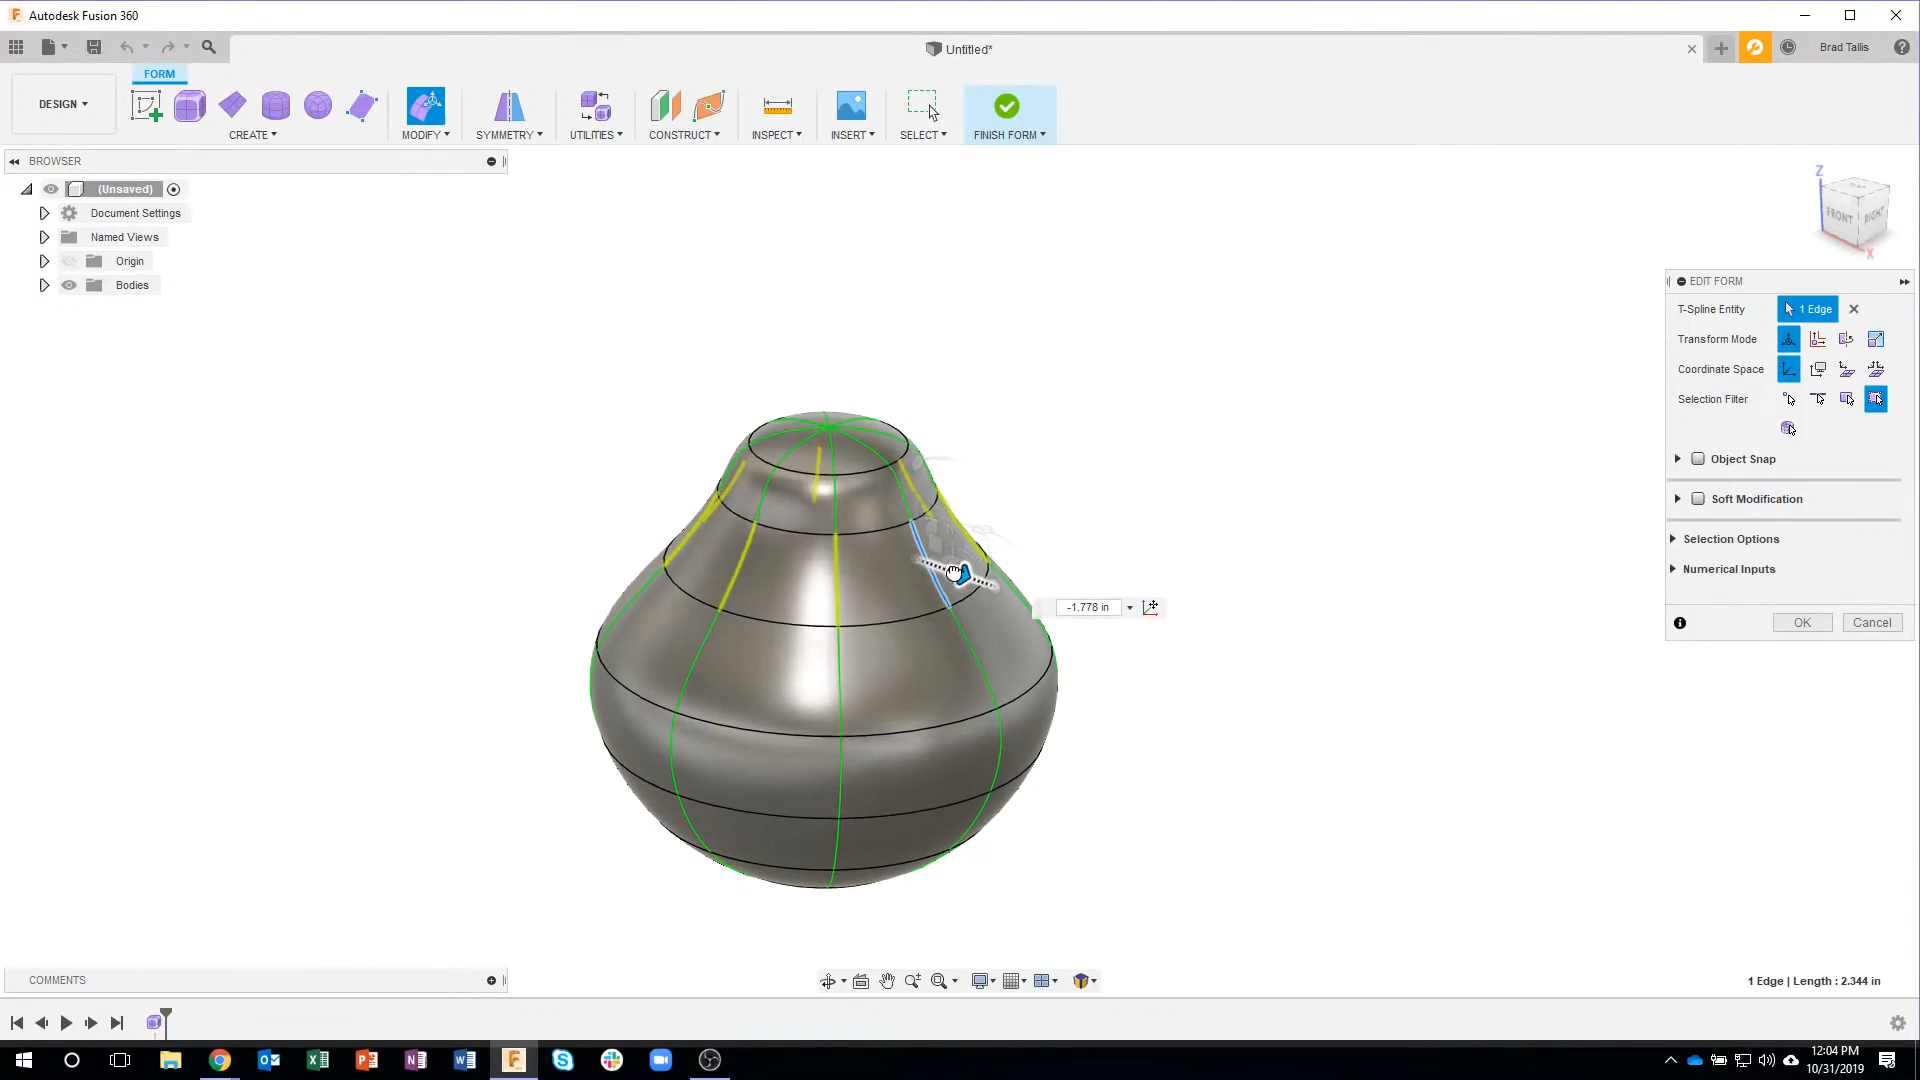 Autodesk Fusion 360
Untitled*
Brad Tallis
FORM
DESIGN
CREATE
MODIFY
SYMMETRY
UTILITIES
CONSTRUCT
INSPECT
INSERT
SELECT
FINISH FORM
BROWSER
(Unsaved)
Document Settings
Named Views
Origin
Bodies
Z
FRONT
RIGHT
X
EDIT FORM
T-Spline Entity
1 Edge
Transform Mode
Coordinate Space
Selection Filter
Object Snap
Soft Modification
Selection Options
Numerical Inputs
OK
Cancel
-1.778 in
COMMENTS
1 Edge | Length : 2.344 in
12:04 PM
10/31/2019